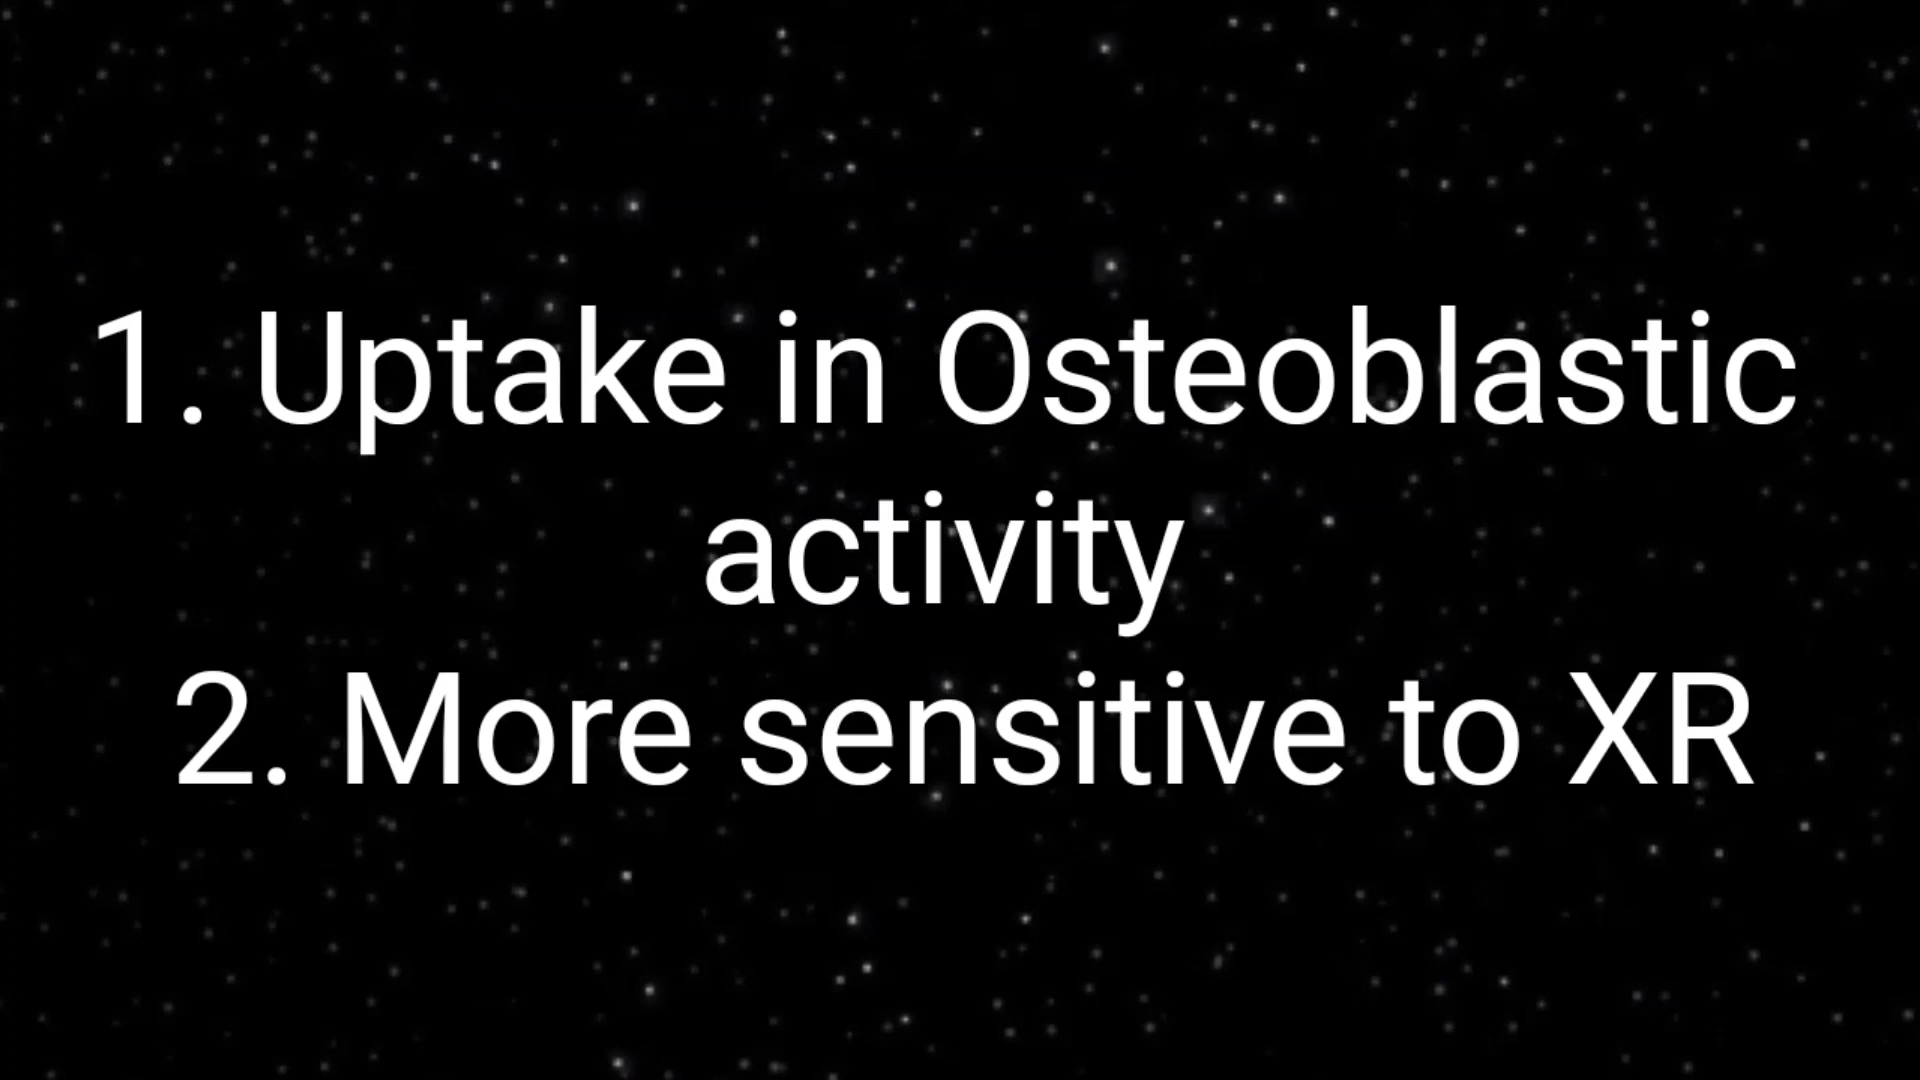 1. Uptake in Osteoblastic
activity
2. More sensitive to XR